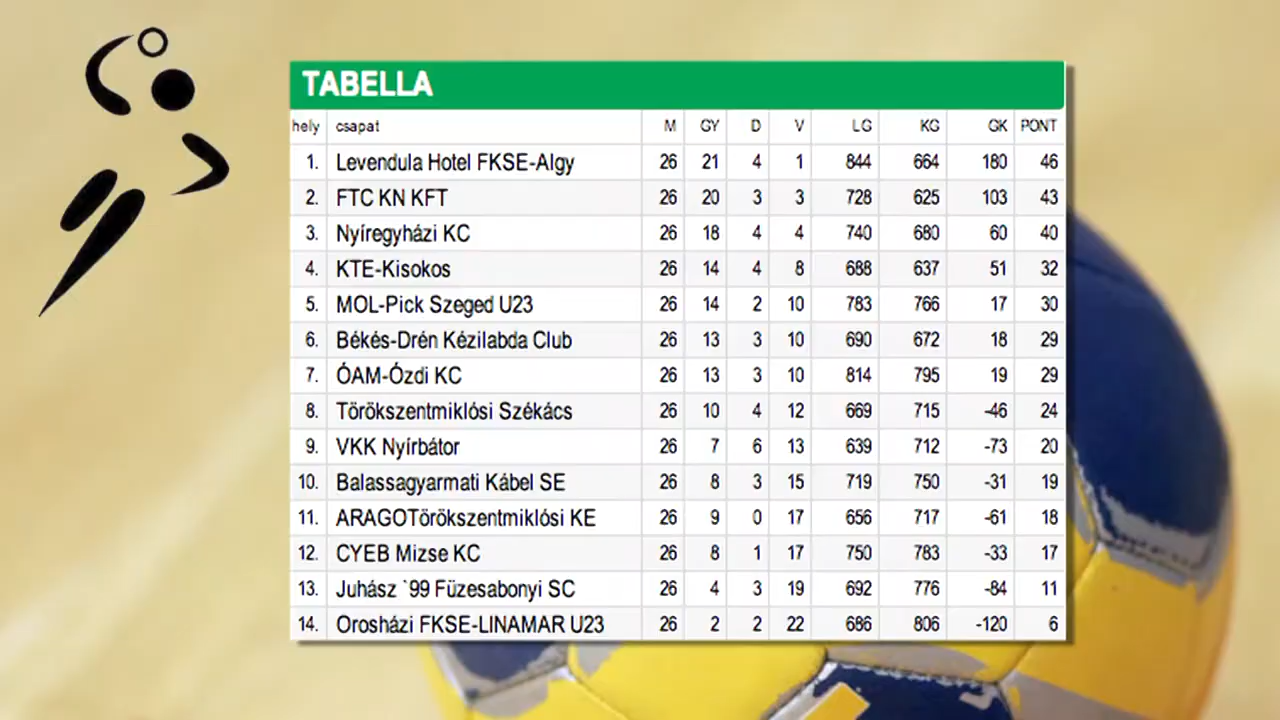 TABELLA
hely csapat M GY D V LG KG GK PONT
1. Levendula Hotel FKSE-Algy 26 21 4 1 844 664 180 46
2. FTC KN KFT 26 20 3 3 728 625 103 43
3. Nyíregyházi KC 26 18 4 4 740 680 60 40
4. KTE-Kisokos 26 14 4 8 688 637 51 32
5. MOL-Pick Szeged U23 26 14 2 10 783 766 17 30
6. Békés-Drén Kézilabda Club 26 13 3 10 690 672 18 29
7. ÓAM-Ózdi KC 26 13 3 10 814 795 19 29
8. Törökszentmiklósi Székács 26 10 4 12 669 715 -46 24
9. VKK Nyírbátor 26 7 6 13 639 712 -73 20
10. Balassagyarmati Kábel SE 26 8 3 15 719 750 -31 19
11. ARAGOTörökszentmiklósi KE 26 9 0 17 656 717 -61 18
12. CYEB Mizse KC 26 8 1 17 750 783 -33 17
13. Juhász `99 Füzesabonyi SC 26 4 3 19 692 776 -84 11
14. Orosházi FKSE-LINAMAR U23 26 2 2 22 686 806 -120 6